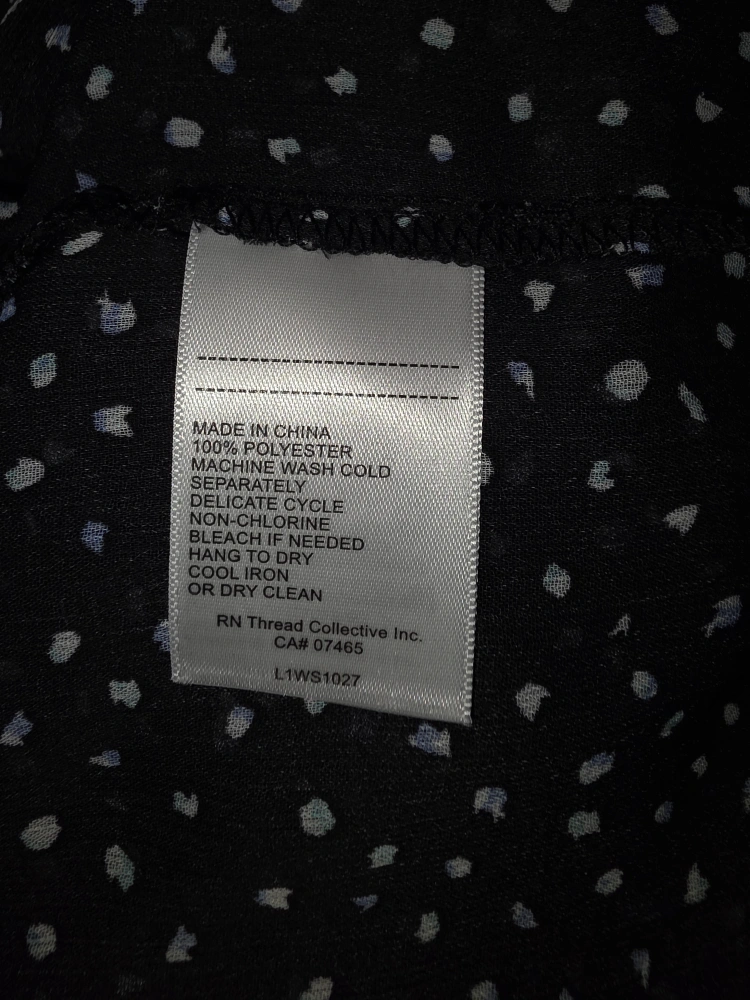 MADE IN CHINA
100% POLYESTER
MACHINE WASH COLD
SEPARATELY
DELICATE CYCLE
NON-CHLORINE
BLEACH IF NEEDED
HANG TO DRY
COOL IRON
OR DRY CLEAN
RN Thread Collective Inc.
CA# 07465
L1WS1027